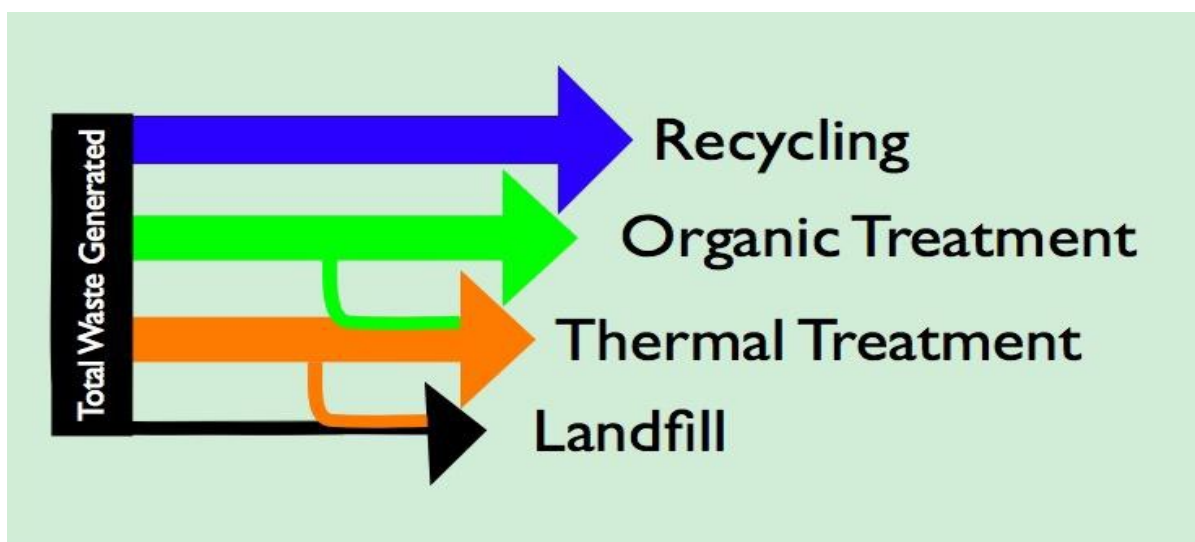 Total Waste Generated
Recycling
Organic Treatment
Thermal Treatment
Landfill